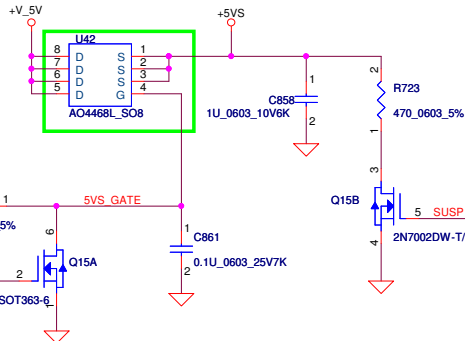 +V_5V
+5VS
U42
8 D S 1
7 D S 2
6 D S 3
5 D G 4
AO4468L_SO8
1
C858
1U_0603_10V6K
2
2
R723
470_0603_5%
1
1
5VS_GATE
5%
6
Q15A
2
SOT363-6
1
1
C861
0.1U_0603_25V7K
2
3
Q15B
5
SUSP
2N7002DW-T/
4